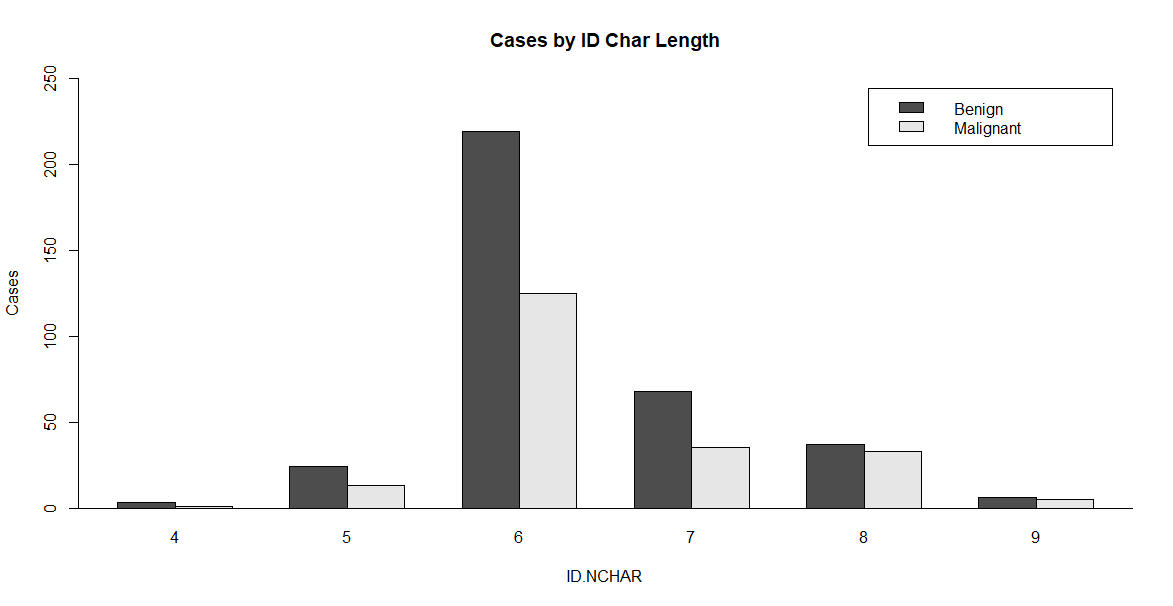 Cases by ID Char Length
Benign
Malignant
250
200
150
100
50
0
Cases
4 5 6 7 8 9
ID.NCHAR